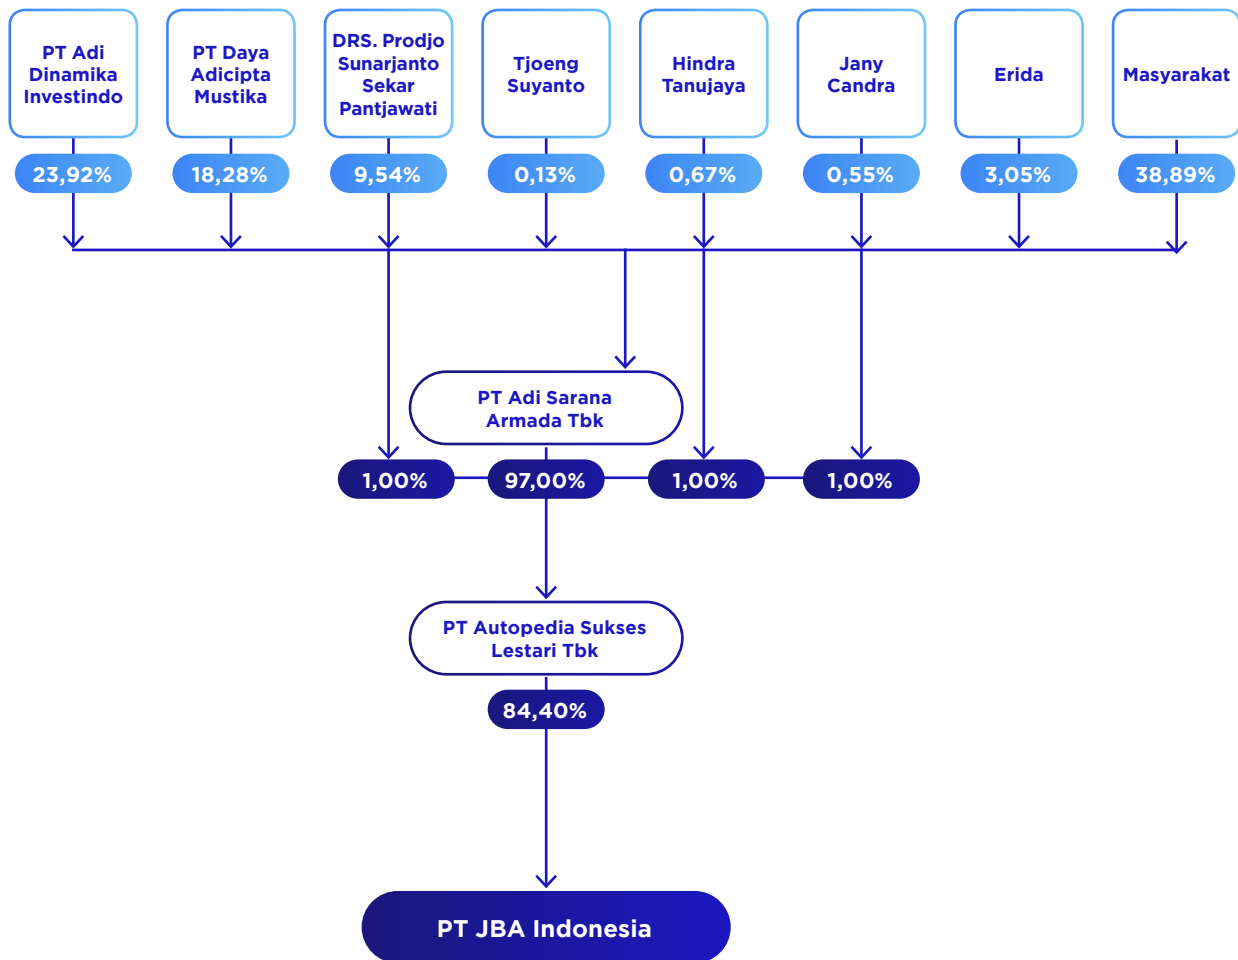 PT Adi
Dinamika
Investindo
PT Daya
Adicipta
Mustika
DRS. Prodjo
Sunarjanto
Sekar
Pantjawati
Tjoeng
Suyanto
Hindra
Tanujaya
Jany
Candra
Erida
Masyarakat
23,92%
18,28%
9,54%
0,13%
0,67%
0,55%
3,05%
38,89%
PT Adi Sarana
Armada Tbk
1,00%
97,00%
1,00%
1,00%
PT Autopedia Sukses
Lestari Tbk
84,40%
PT JBA Indonesia